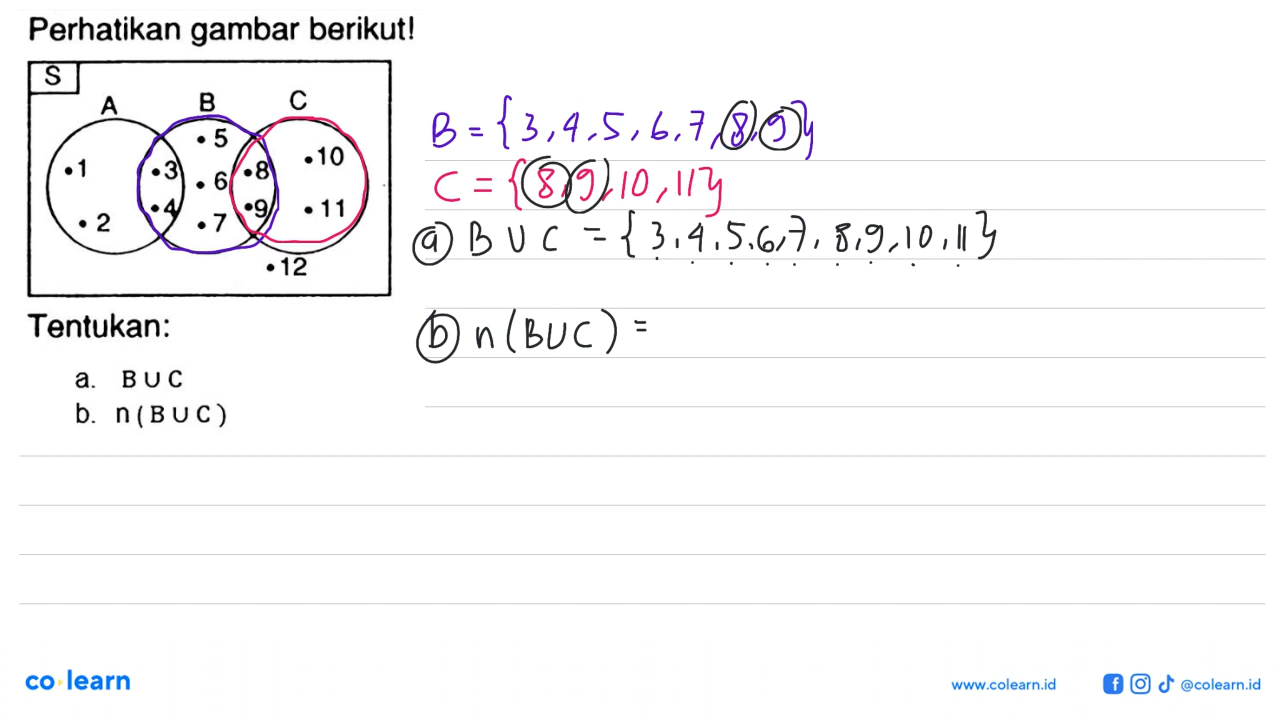 Perhatikan gambar berikut!
S
A B C
• 1
• 2
• 3
• 4
• 5
• 6
• 7
• 8
• 9
• 10
• 11
• 12
Tentukan:
a. B ∪ C
b. n(B ∪ C)
B = {3, 4, 5, 6, 7, 8, 9}
C = {8, 9, 10, 11}
a B ∪ C = {3, 4, 5, 6, 7, 8, 9, 10, 11}
b n(B∪C) =
co learn
www.colearn.id
@colearn.id